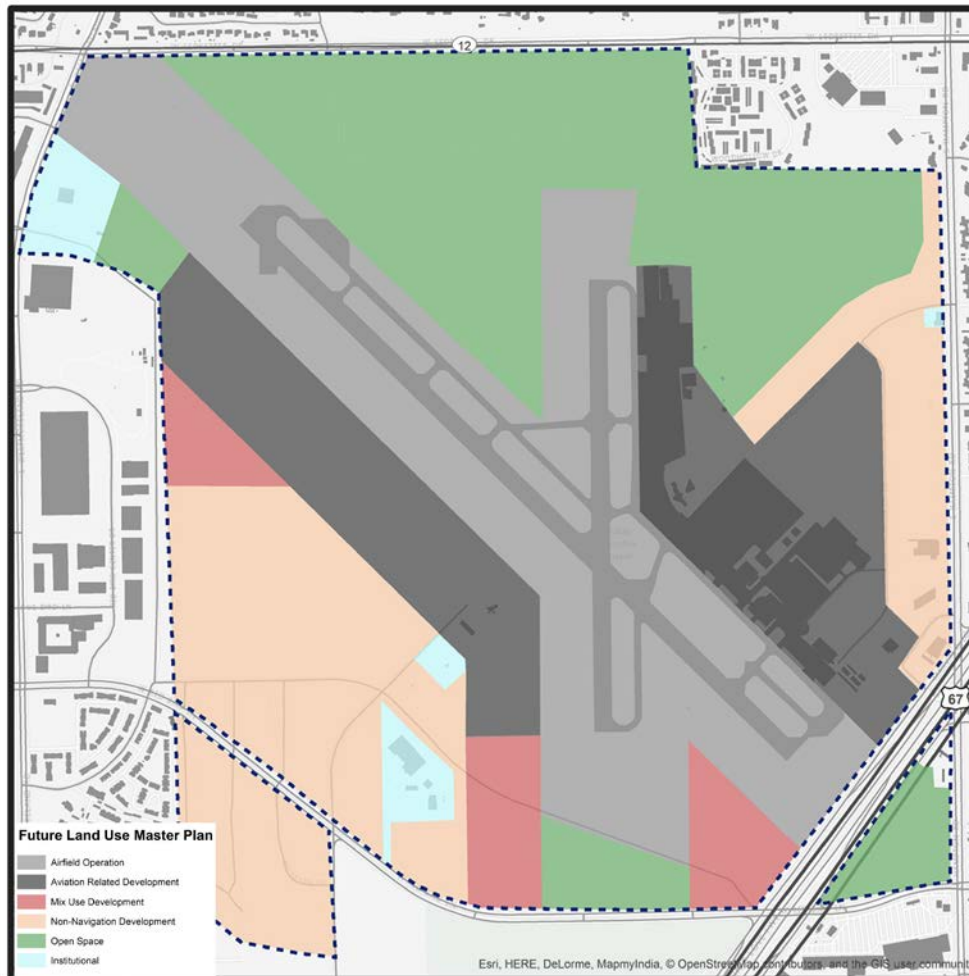 12
67
Future Land Use Master Plan
Airfield Operation
Aviation Related Development
Mix Use Development
Non-Navigation Development
Open Space
Institutional
Esri, HERE, DeLorme, MapmyIndia, © OpenStreetMap contributors, and the GIS user communit